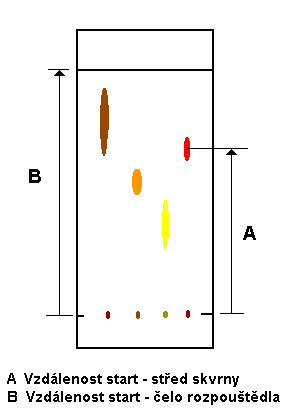 B
A
A Vzdálenost start - střed skvrny
B Vzdálenost start - čelo rozpouštědla